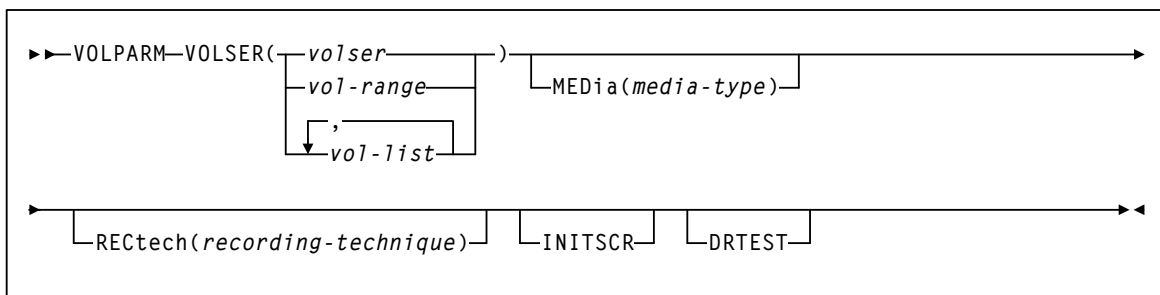 VOLPARM VOLSER( volser ) MEDia(media-type)
vol-range
,
vol-list
RECtech(recording-technique) INITSCR DRTEST